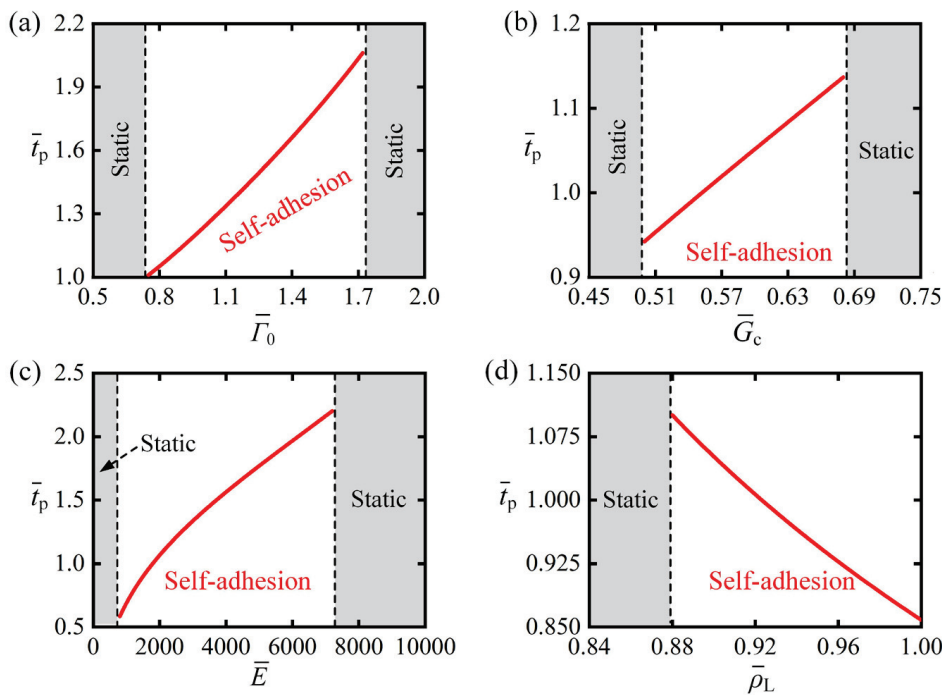 (a)
2.2
1.9
1.6
1.3
1.0
t̄p
Static
Self-adhesion
Static
0.5 0.8 1.1 1.4 1.7 2.0
Γ̄0
(b)
1.2
1.1
1.0
0.9
t̄p
Static
Self-adhesion
Static
0.45 0.51 0.57 0.63 0.69 0.75
Ḡc
(c)
2.5
2.0
1.5
1.0
0.5
t̄p
Static
Self-adhesion
Static
0 2000 4000 6000 8000 10000
Ē
(d)
1.150
1.075
1.000
0.925
0.850
t̄p
Static
Self-adhesion
0.84 0.88 0.92 0.96 1.00
ρ̄L